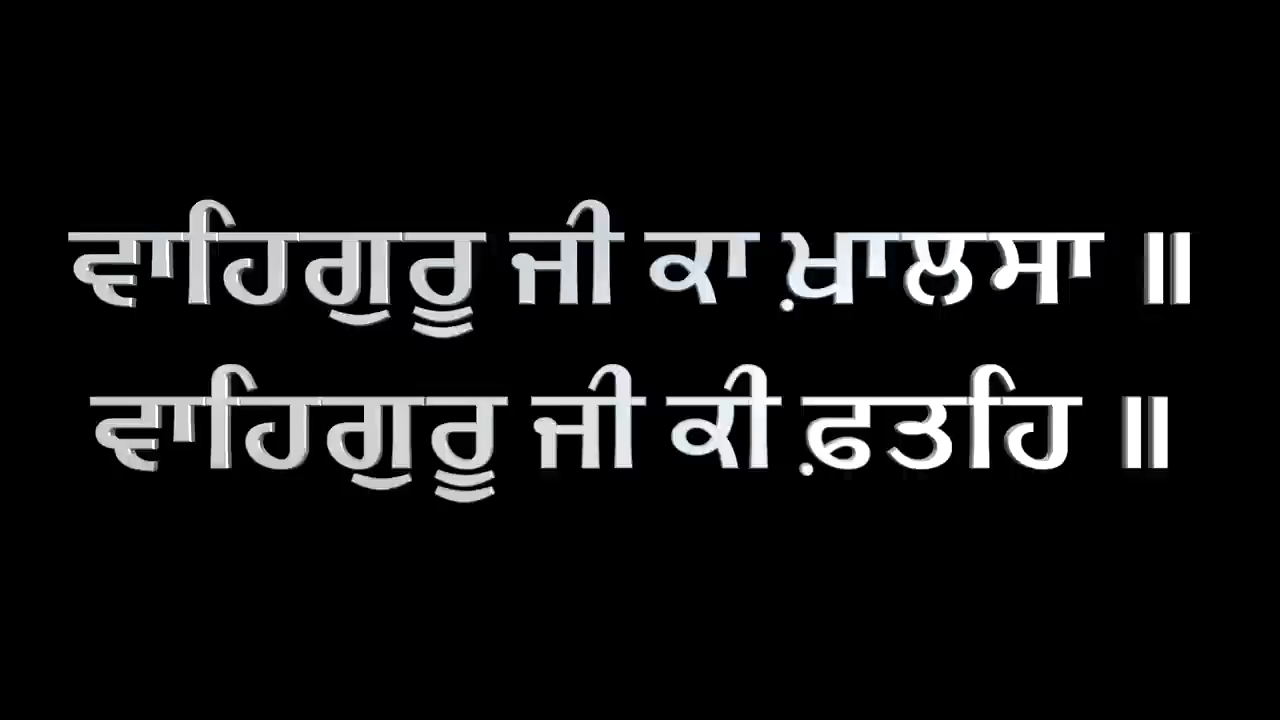 ਵਾਹਿਗੁਰੂ ਜੀ ਕਾ ਖ਼ਾਲਸਾ ॥
ਵਾਹਿਗੁਰੂ ਜੀ ਕੀ ਫ਼ਤਹਿ ॥